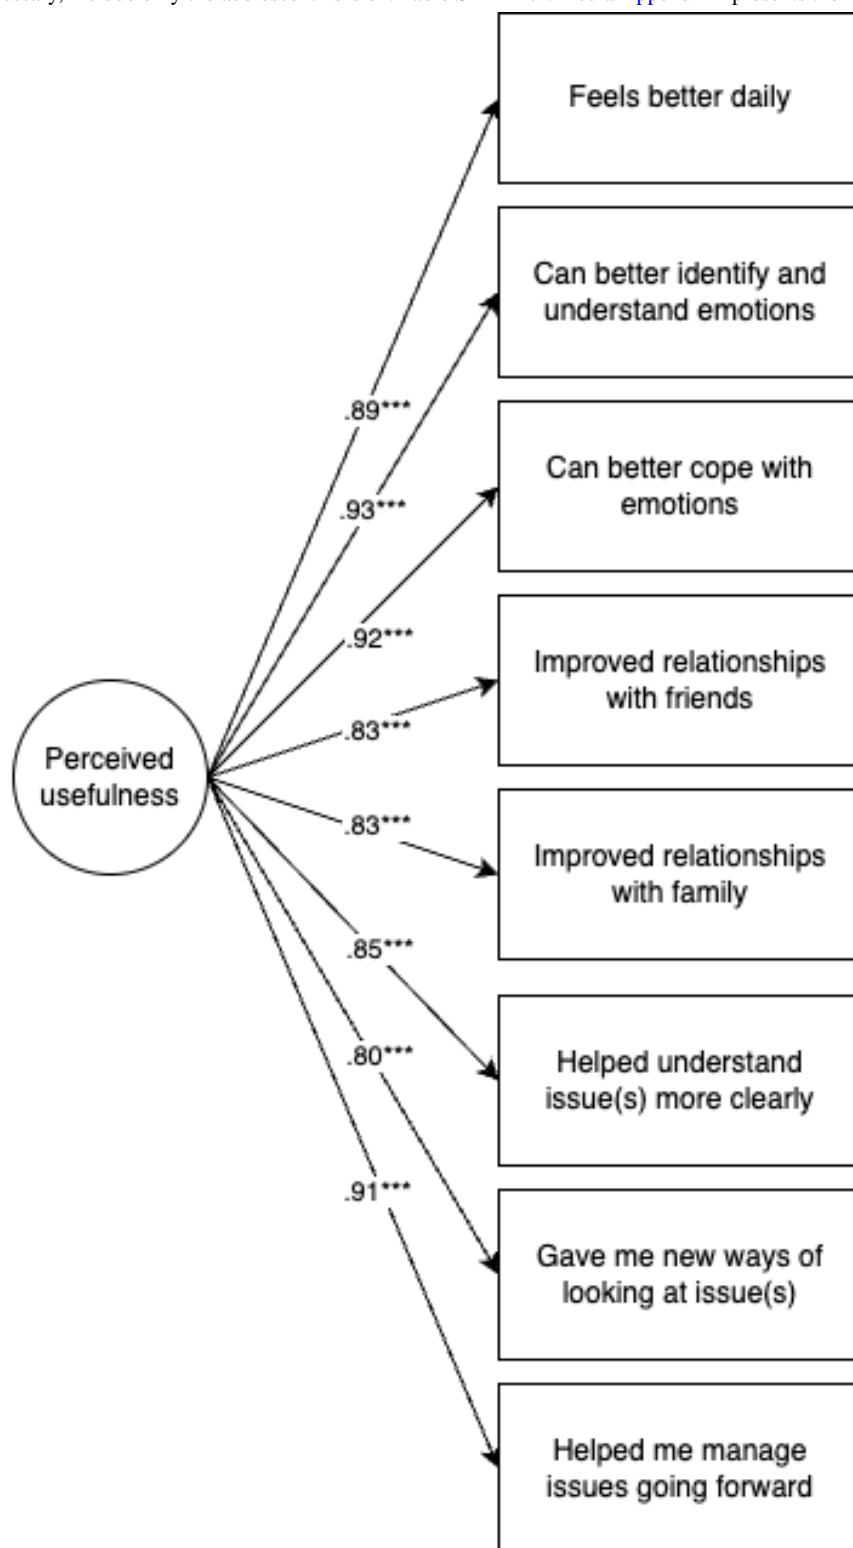 Feels better daily
Can better identify and
understand emotions
.89***
Can better cope with
emotions
.93***
.92***
Improved relationships
with friends
.83***
Perceived
usefulness
.83***
Improved relationships
with family
.85***
Helped understand
issue(s) more clearly
.80***
.91***
Gave me new ways of
looking at issue(s)
Helped me manage
issues going forward